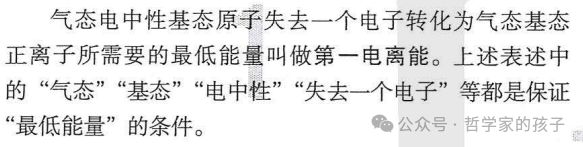 气态电中性基态原子失去一个电子转化为气态基态
正离子所需要的最低能量叫做第一电离能。上述表述中
的“气态”“基态”“电中性”“失去一个电子”等都是保证
“最低能量”的条件。
公众号·哲学家的孩子